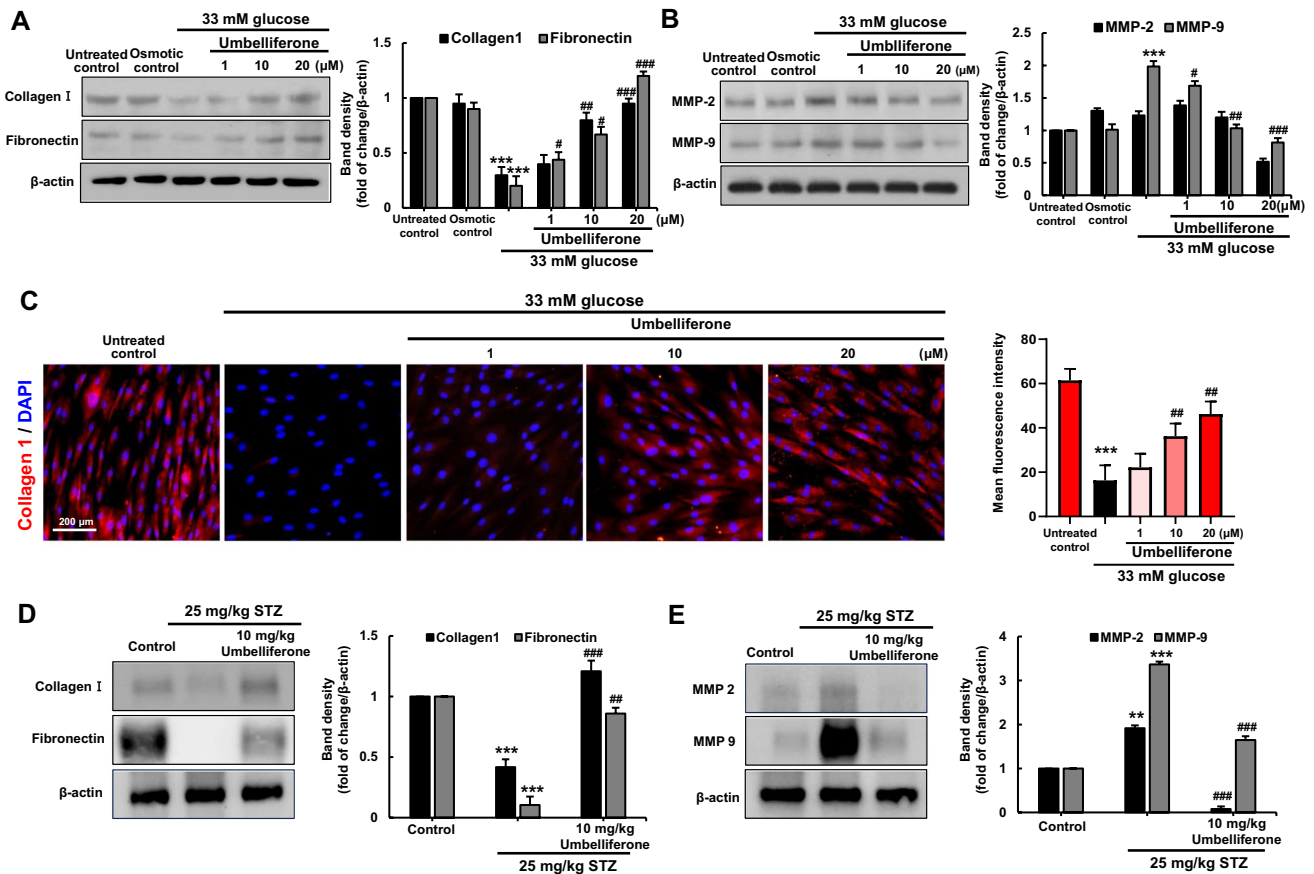 A
33 mM glucose
Umbelliferone
Untreated control
Osmotic control
1 10 20 (μM)
Collagen I
Fibronectin
β-actin
Collagen1 Fibronectin
Band density
(fold of change/β-actin)
1.5
1
0.5
0
*** *** # ## # ### ###
Untreated control
Osmotic control
1 10 20 (μM)
Umbelliferone
33 mM glucose
B
33 mM glucose
Umbellferone
Untreated control
Osmotic control
1 10 20 (μM)
MMP-2
MMP-9
β-actin
MMP-2 MMP-9
Band density
(fold of change/β-actin)
2.5
2
1.5
1
0.5
0
*** # ## ###
Untreated control
Osmotic control
1 10 20(μM)
Umbelliferone
33 mM glucose
C
33 mM glucose
Umbelliferone
Untreated control
1 10 20 (μM)
Collagen 1 / DAPI
200 μm
Mean fluorescence intensity
80
60
40
20
0
*** ## ##
Untreated control
1 10 20 (μM)
Umbelliferone
33 mM glucose
D
25 mg/kg STZ
Control
10 mg/kg
Umbelliferone
Collagen I
Fibronectin
β-actin
Collagen1 Fibronectin
Band density
(fold of change/β-actin)
1.5
1
0.5
0
*** *** ### ##
Control
10 mg/kg
Umbelliferone
25 mg/kg STZ
E
25 mg/kg STZ
Control
10 mg/kg
Umbelliferone
MMP 2
MMP 9
β-actin
MMP-2 MMP-9
Band density
(fold of change/β-actin)
4
3
2
1
0
** *** ### ###
Control
10 mg/kg
Umbelliferone
25 mg/kg STZ